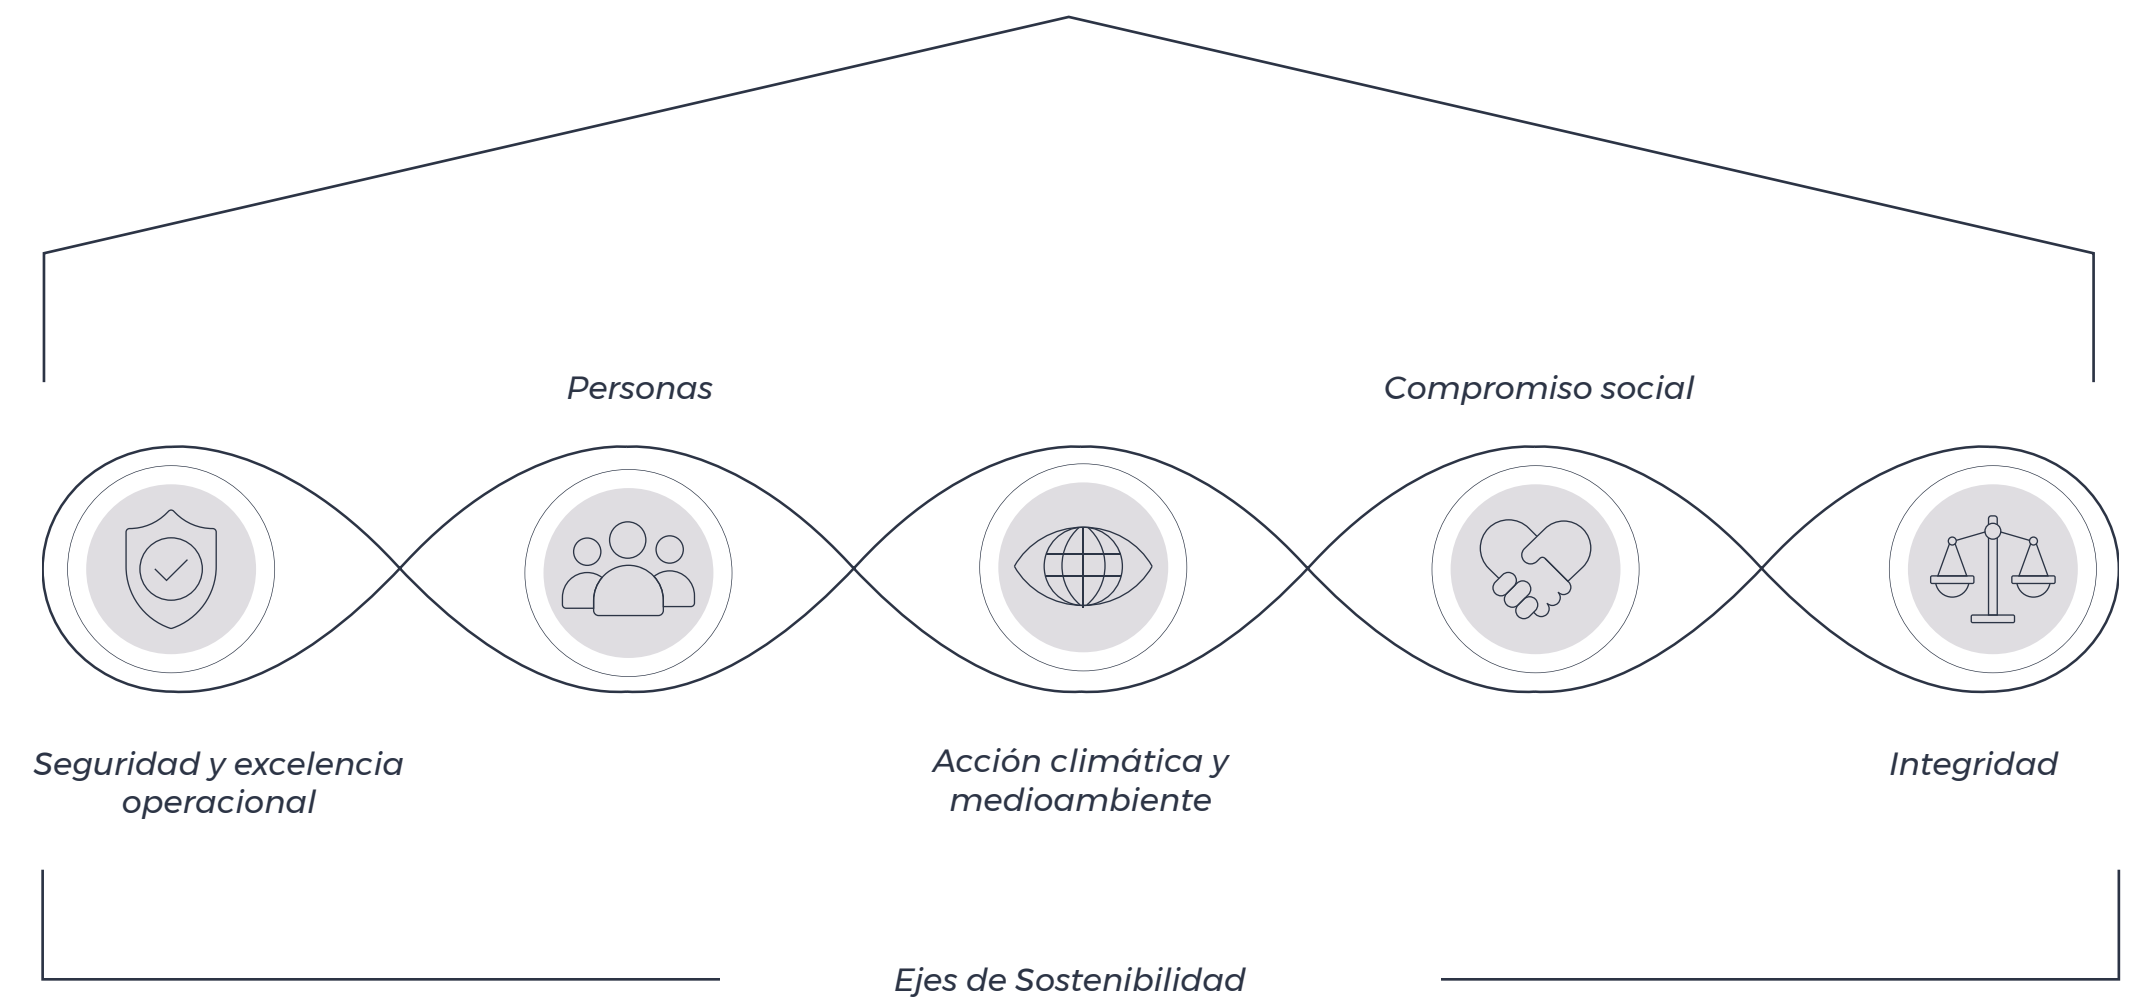 Personas
Compromiso social
Seguridad y excelencia
operacional
Acción climática y
medioambiente
Integridad
Ejes de Sostenibilidad